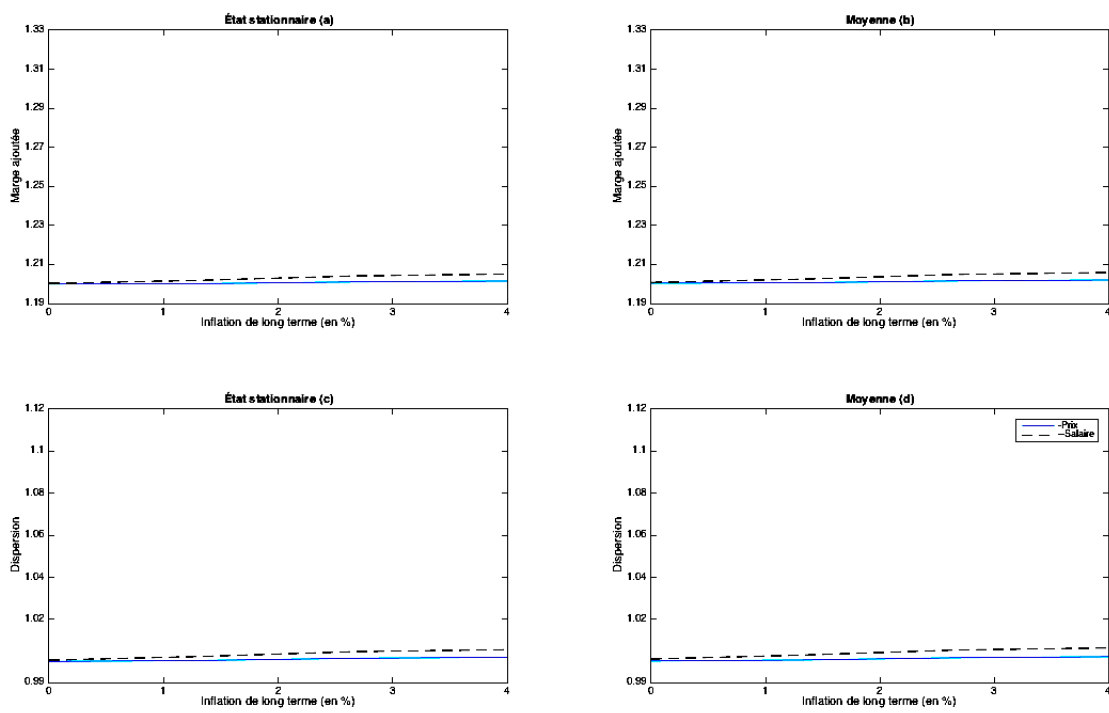 État stationnaire (a)
1.33
1.31
1.29
1.27
1.25
1.23
1.21
1.19
Marge ajoutée
0 1 2 3 4
Inflation de long terme (en %)
Moyenne (b)
1.33
1.31
1.29
1.27
1.25
1.23
1.21
1.19
Marge ajoutée
0 1 2 3 4
Inflation de long terme (en %)
État stationnaire (c)
1.12
1.1
1.08
1.06
1.04
1.02
0.99
Dispersion
0 1 2 3 4
Inflation de long terme (en %)
Moyenne (d)
1.12
1.1
1.08
1.06
1.04
1.02
0.99
Dispersion
-Prix
--Salaire
0 1 2 3 4
Inflation de long terme (en %)